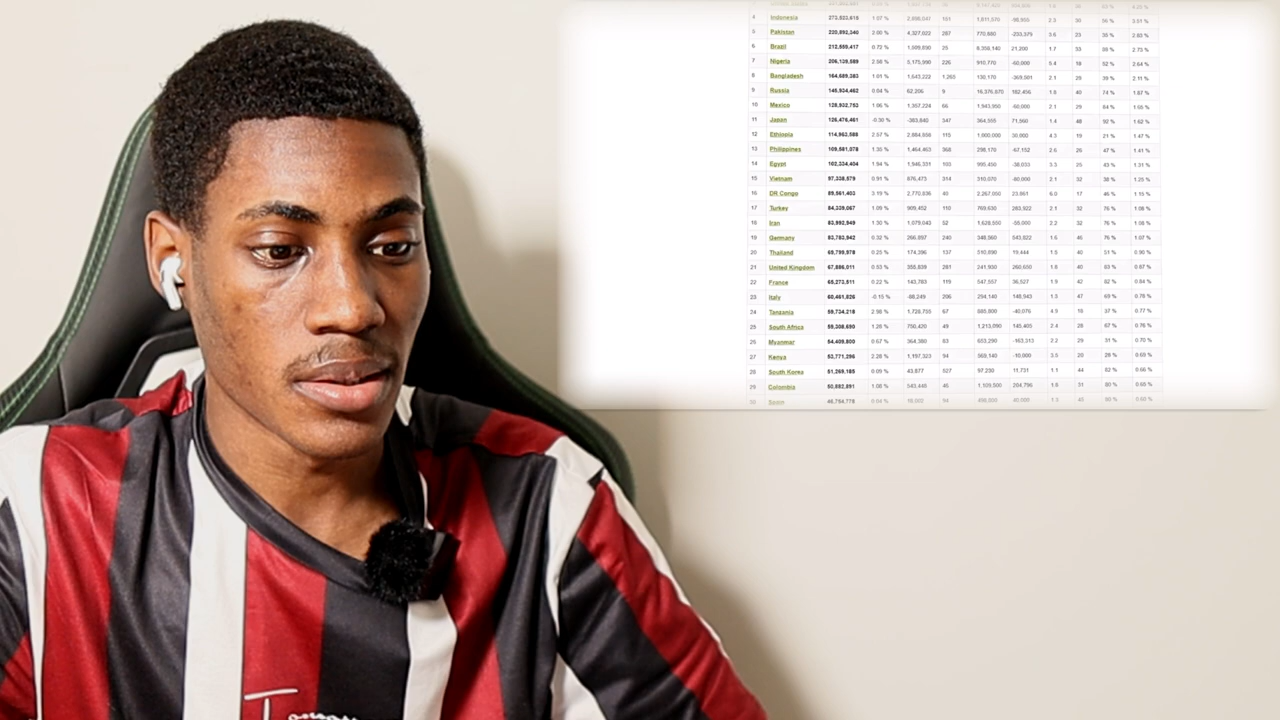 4 Indonesia 273,523,615 1.07 % 2,898,047 151 1,811,570 -98,955 2.3 30 56 % 3.51 %
5 Pakistan 220,892,340 2.00 % 4,327,022 287 770,880 -233,379 3.6 23 35 % 2.83 %
6 Brazil 212,559,417 0.72 % 1,509,890 25 8,358,140 21,200 1.7 33 88 % 2.73 %
7 Nigeria 206,139,589 2.58 % 5,175,990 226 910,770 -60,000 5.4 18 52 % 2.64 %
8 Bangladesh 164,689,383 1.01 % 1,643,222 1,265 130,170 -369,501 2.1 28 39 % 2.11 %
9 Russia 145,934,462 0.04 % 62,206 9 16,376,870 182,456 1.8 40 74 % 1.87 %
10 Mexico 128,932,753 1.06 % 1,357,224 66 1,943,950 -60,000 2.1 29 84 % 1.65 %
11 Japan 126,476,461 -0.30 % -383,840 347 364,555 71,560 1.4 48 92 % 1.62 %
12 Ethiopia 114,963,588 2.57 % 2,884,858 115 1,000,000 30,000 4.3 19 21 % 1.47 %
13 Philippines 109,581,078 1.35 % 1,464,463 368 298,170 -67,152 2.6 26 47 % 1.41 %
14 Egypt 102,334,404 1.94 % 1,946,331 103 995,450 -38,033 3.3 25 43 % 1.31 %
15 Vietnam 97,338,579 0.91 % 876,473 314 310,070 -80,000 2.1 32 38 % 1.25 %
16 DR Congo 89,561,403 3.19 % 2,770,836 40 2,267,050 23,861 6.0 17 46 % 1.15 %
17 Turkey 84,339,067 1.09 % 909,452 110 769,630 283,922 2.1 32 76 % 1.08 %
18 Iran 83,992,949 1.30 % 1,079,043 52 1,628,550 -55,000 2.2 32 76 % 1.08 %
19 Germany 83,783,942 0.32 % 266,897 240 348,560 543,822 1.6 46 76 % 1.07 %
20 Thailand 69,799,978 0.25 % 174,396 137 510,890 19,444 1.5 40 51 % 0.90 %
21 United Kingdom 67,886,011 0.53 % 355,839 281 241,930 260,650 1.8 40 83 % 0.87 %
22 France 65,273,511 0.22 % 143,783 119 547,557 36,527 1.9 42 82 % 0.84 %
23 Italy 60,461,826 -0.15 % -88,249 206 294,140 148,943 1.3 47 69 % 0.78 %
24 Tanzania 59,734,218 2.98 % 1,728,755 67 885,800 -40,076 4.9 18 37 % 0.77 %
25 South Africa 59,308,690 1.28 % 750,420 49 1,213,090 145,405 2.4 28 67 % 0.76 %
26 Myanmar 54,409,800 0.67 % 364,380 83 653,290 -163,313 2.2 29 31 % 0.70 %
27 Kenya 53,771,296 2.28 % 1,197,323 94 569,140 -10,000 3.5 20 28 % 0.69 %
28 South Korea 51,269,185 0.09 % 43,877 527 97,230 11,731 1.1 44 82 % 0.66 %
29 Colombia 50,882,891 1.08 % 543,448 46 1,109,500 204,796 1.8 31 80 % 0.65 %
30 Spain 46,754,778 0.04 % 18,002 94 498,800 40,000 1.3 45 80 % 0.60 %